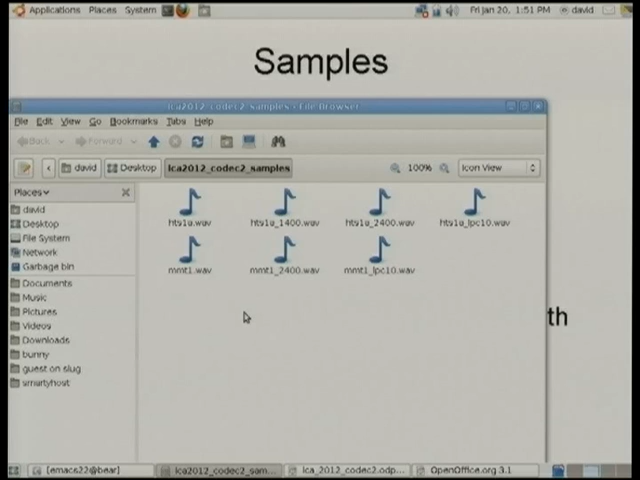 Applications Places System
Fri Jan 20, 1:51 PM
david
Samples
lca2012_codec2_samples - File Browser
File Edit View Go Bookmarks Tabs Help
Back
Forward
david
Desktop
lca2012_codec2_samples
100%
Icon View
Places
david
Desktop
File System
Network
Garbage bin
Documents
Music
Pictures
Videos
Downloads
bunny
guest on slug
smartyhost
hts1a.wav hts1a_1400.wav hts1a_2400.wav hts1a_lpc10.wav
mmt1.wav mmt1_2400.wav mmt1_lpc10.wav
th
[emacs22@bear]
lca2012_codec2_sam...
lca_2012_codec2.odp...
OpenOffice.org 3.1